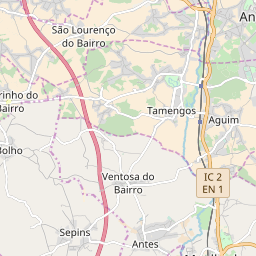 An
São Lourenço
do Bairro
rinho do
Bairro
Tamengos
Aguim
Bolho
IC 2
EN 1
Ventosa do
Bairro
Sepins
Antes